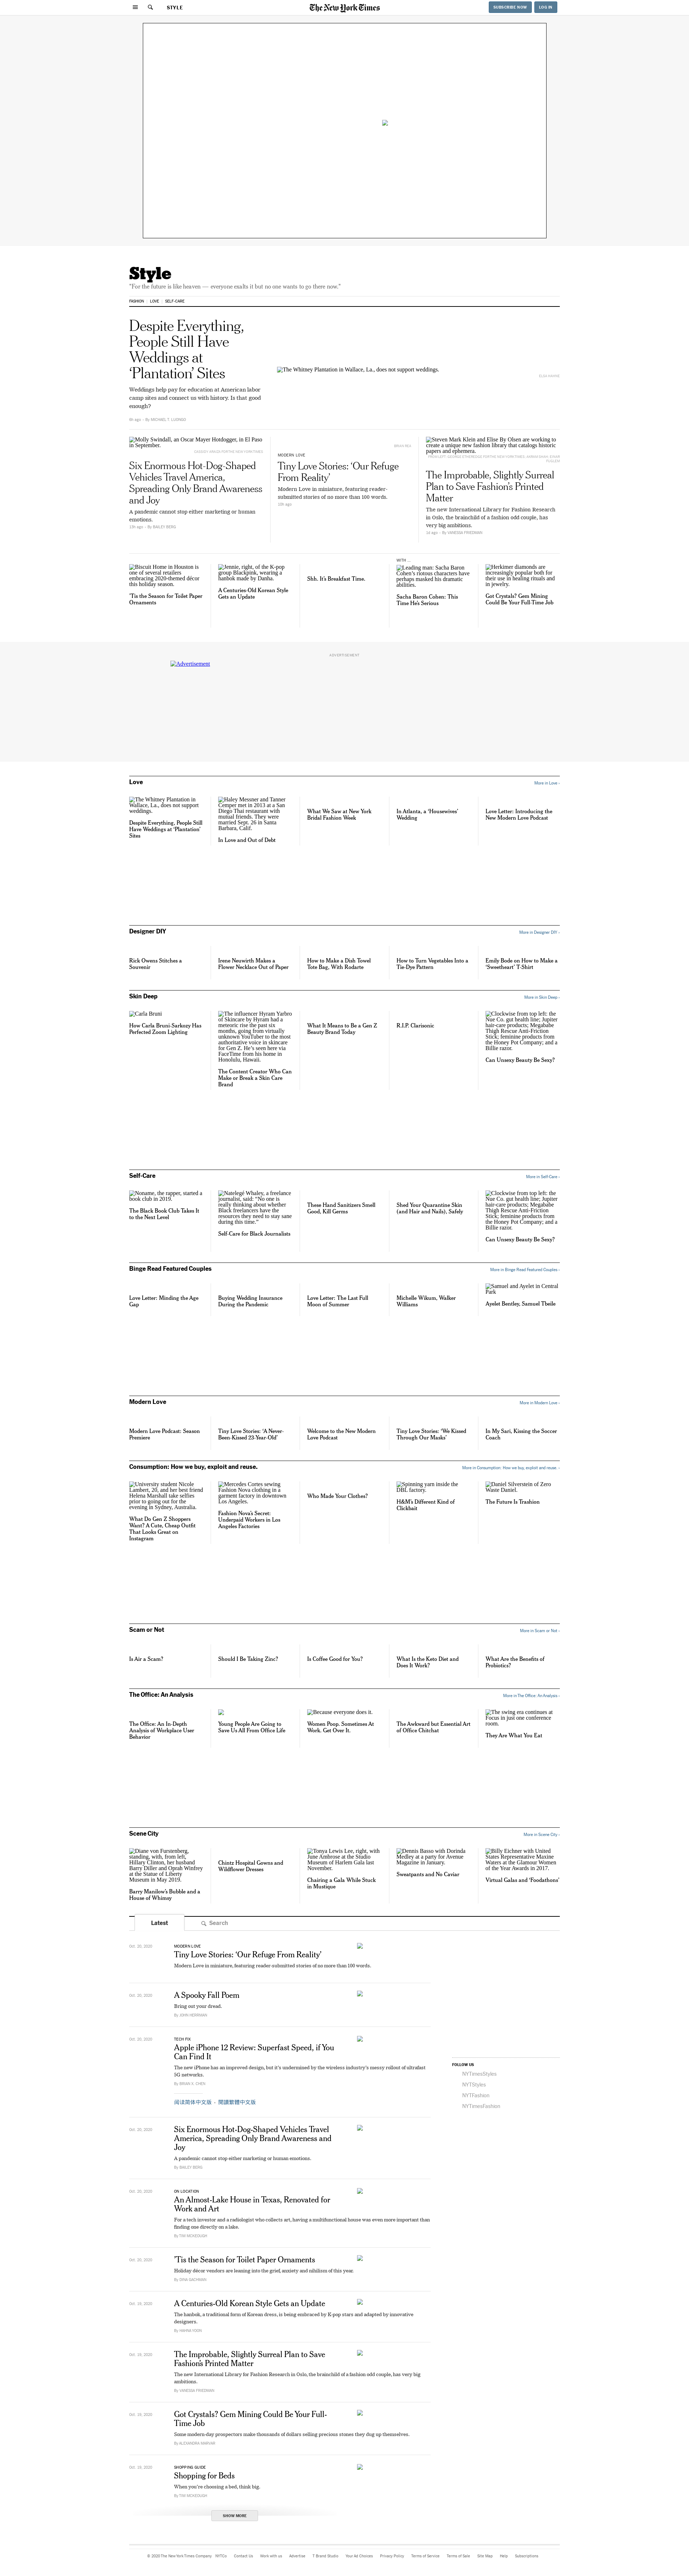 STYLE
The New York Times
SUBSCRIBE NOW
LOG IN
Style
"For the future is like heaven — everyone exalts it but no one wants to go there now."
FASHION
LOVE
SELF-CARE
Despite Everything,
People Still Have
Weddings at
‘Plantation’ Sites
Weddings help pay for education at American labor
camp sites and connect us with history. Is that good
enough?
By MICHAEL T. LUONGO
The Whitney Plantation in Wallace, La., does not support weddings.
Molly Swindall, an Oscar Mayer Hotdogger, in El Paso
in September.
Six Enormous Hot-Dog-Shaped
Vehicles Travel America,
Spreading Only Brand Awareness
and Joy
A pandemic cannot stop either marketing or human
emotions.
By BAILEY BERG
MODERN LOVE
Tiny Love Stories: ‘Our Refuge
From Reality’
Modern Love in miniature, featuring reader-
submitted stories of no more than 100 words.
Steven Mark Klein and Elise By Olsen are working to
create a new fashion library that catalogs historic
papers and ephemera.
The Improbable, Slightly Surreal
Plan to Save Fashion’s Printed
Matter
The new International Library for Fashion Research
in Oslo, the brainchild of a fashion odd couple, has
very big ambitions.
By VANESSA FRIEDMAN
Biscuit Home in Houston is
one of several retailers
embracing 2020-themed décor
this holiday season.
’Tis the Season for Toilet Paper
Ornaments
Jennie, right, of the K-pop
group Blackpink, wearing a
hanbok made by Danha.
A Centuries-Old Korean Style
Gets an Update
Shh. It’s Breakfast Time.
WITH
Leading man: Sacha Baron
Cohen’s riotous characters have
perhaps masked his dramatic
abilities.
Sacha Baron Cohen: This
Time He’s Serious
Herkimer diamonds are
increasingly popular both for
their use in healing rituals and
in jewelry.
Got Crystals? Gem Mining
Could Be Your Full-Time Job
ADVERTISEMENT
Advertisement
Love
More in Love ›
The Whitney Plantation in
Wallace, La., does not support
weddings.
Despite Everything, People Still
Have Weddings at ‘Plantation’
Sites
Haley Messner and Tanner
Compet met in 2013 at a San
Diego Thai restaurant with
mutual friends. They were
married Sept. 26 in Santa
Barbara, Calif.
In Love and Out of Debt
What We Saw at New York
Bridal Fashion Week
In Atlanta, a ‘Housewives’
Wedding
Love Letter: Introducing the
New Modern Love Podcast
Designer DIY
More in Designer DIY ›
Rick Owens Stitches a
Souvenir
Irene Neuwirth Makes a
Flower Necklace Out of Paper
How to Make a Dish Towel
Tote Bag, With Rodarte
How to Turn Vegetables Into a
Tie-Dye Pattern
Emily Bode on How to Make a
‘Sweetheart’ T-Shirt
Skin Deep
More in Skin Deep ›
Carla Bruni
How Carla Bruni-Sarkozy Has
Perfected Zoom Lighting
The influencer Hyram Yarbro
of Skincare by Hyram had a
meteoric rise the past six
months, going from virtually
unknown YouTuber to the most
authoritative voice in skincare
for Gen Z. He’s seen here via
FaceTime from his home in
Honolulu, Hawaii.
The Content Creator Who Can
Make or Break a Skin Care
Brand
What It Means to Be a Gen Z
Beauty Brand Today
R.I.P. Clarisonic
Clockwise from top left: the
Nue Co. gut health line; Jupiter
hair-care products; Megababe
Thigh Rescue Anti-Friction
Stick; feminine products from
the Honey Pot Company; and a
Billie razor.
Can Unsexy Beauty Be Sexy?
Self-Care
More in Self-Care ›
Noname, the rapper, started a
book club in 2019.
The Black Book Club Takes It
to the Next Level
Natelegé Whaley, a freelance
journalist, said: “No one is
really thinking about whether
Black freelancers have the
resources they need to stay sane
during this time.”
Self-Care for Black Journalists
These Hand Sanitizers Smell
Good, Kill Germs
Shed Your Quarantine Skin
(and Hair and Nails), Safely
Clockwise from top left: the
Nue Co. gut health line; Jupiter
hair-care products; Megababe
Thigh Rescue Anti-Friction
Stick; feminine products from
the Honey Pot Company; and a
Billie razor.
Can Unsexy Beauty Be Sexy?
Binge Read Featured Couples
More in Binge Read Featured Couples ›
Love Letter: Minding the Age
Gap
Buying Wedding Insurance
During the Pandemic
Love Letter: The Last Full
Moon of Summer
Michelle Wikum, Walker
Williams
Samuel and Ayelet in Central
Park
Ayelet Bentley, Samuel Tbeile
Modern Love
More in Modern Love ›
Modern Love Podcast: Season
Premiere
Tiny Love Stories: ‘A Never-
Been-Kissed 23-Year-Old’
Welcome to the New Modern
Love Podcast
Tiny Love Stories: ‘We Kissed
Through Our Masks’
In My Sari, Kissing the Soccer
Coach
Consumption: How we buy, exploit and reuse.
More in Consumption: How we buy, exploit and reuse. ›
University student Nicole
Lambert, 20, and her best friend
Helena Marshall take selfies
prior to going out for the
evening in Sydney, Australia.
What Do Gen Z Shoppers
Want? A Cute, Cheap Outfit
That Looks Great on
Instagram
Mercedes Cortes sewing
Fashion Nova clothing in a
garment factory in downtown
Los Angeles.
Fashion Nova’s Secret:
Underpaid Workers in Los
Angeles Factories
Who Made Your Clothes?
Spinning yarn inside the
DBL factory.
H&M’s Different Kind of
Clickbait
Daniel Silverstein of Zero
Waste Daniel.
The Future Is Trashion
Scam or Not
More in Scam or Not ›
Is Air a Scam?
Should I Be Taking Zinc?
Is Coffee Good for You?
What Is the Keto Diet and
Does It Work?
What Are the Benefits of
Probiotics?
The Office: An Analysis
More in The Office: An Analysis ›
The Office: An In-Depth
Analysis of Workplace User
Behavior
Young People Are Going to
Save Us All From Office Life
Because everyone does it.
Women Poop. Sometimes At
Work. Get Over It.
The Awkward but Essential Art
of Office Chitchat
The swing era continues at
Focus in just one conference
room.
They Are What You Eat
Scene City
More in Scene City ›
Diane von Furstenberg,
standing, with, from left,
Hillary Clinton, her husband
Barry Diller and Oprah Winfrey
at the Statue of Liberty
Museum in May 2019.
Barry Manilow’s Bubble and a
House of Whimsy
Chintz Hospital Gowns and
Wildflower Dresses
Tonya Lewis Lee, right, with
June Ambrose at the Studio
Museum of Harlem Gala last
November.
Chairing a Gala While Stuck
in Mustique
Dennis Basso with Dorinda
Medley at a party for Avenue
Magazine in January.
Sweatpants and No Caviar
Billy Eichner with United
States Representative Maxine
Waters at the Glamour Women
of the Year Awards in 2017.
Virtual Galas and ‘Foodathons’
Latest
Search
Oct. 20, 2020
MODERN LOVE
Tiny Love Stories: ‘Our Refuge From Reality’
Modern Love in miniature, featuring reader-submitted stories of no more than 100 words.
Oct. 20, 2020
A Spooky Fall Poem
Bring out your dread.
By JOHN HERRMAN
Oct. 20, 2020
TECH FIX
Apple iPhone 12 Review: Superfast Speed, if You
Can Find It
The new iPhone has an improved design, but it’s undermined by the wireless industry’s messy rollout of ultrafast
5G networks.
By BRIAN X. CHEN
阅读简体中文版 · 閱讀繁體中文版
Oct. 20, 2020
Six Enormous Hot-Dog-Shaped Vehicles Travel
America, Spreading Only Brand Awareness and
Joy
A pandemic cannot stop either marketing or human emotions.
By BAILEY BERG
Oct. 20, 2020
ON LOCATION
An Almost-Lake House in Texas, Renovated for
Work and Art
For a tech investor and a radiologist who collects art, having a multifunctional house was even more important than
finding one directly on a lake.
By TIM MCKEOUGH
Oct. 20, 2020
’Tis the Season for Toilet Paper Ornaments
Holiday décor vendors are leaning into the grief, anxiety and nihilism of this year.
By DINA GACHMAN
Oct. 19, 2020
A Centuries-Old Korean Style Gets an Update
The hanbok, a traditional form of Korean dress, is being embraced by K-pop stars and adapted by innovative
designers.
Oct. 19, 2020
The Improbable, Slightly Surreal Plan to Save
Fashion’s Printed Matter
The new International Library for Fashion Research in Oslo, the brainchild of a fashion odd couple, has very big
ambitions.
By VANESSA FRIEDMAN
Oct. 19, 2020
Got Crystals? Gem Mining Could Be Your Full-
Time Job
Some modern-day prospectors make thousands of dollars selling precious stones they dug up themselves.
By ALEXANDRA MARVAR
Oct. 19, 2020
SHOPPING GUIDE
Shopping for Beds
When you’re choosing a bed, think big.
By TIM MCKEOUGH
SHOW MORE
FOLLOW US
NYTimesStyles
NYTStyles
NYTFashion
NYTimesFashion
© 2020 The New York Times Company
NYTCo
Contact Us
Work with us
Advertise
T Brand Studio
Your Ad Choices
Privacy Policy
Terms of Service
Terms of Sale
Site Map
Help
Subscriptions